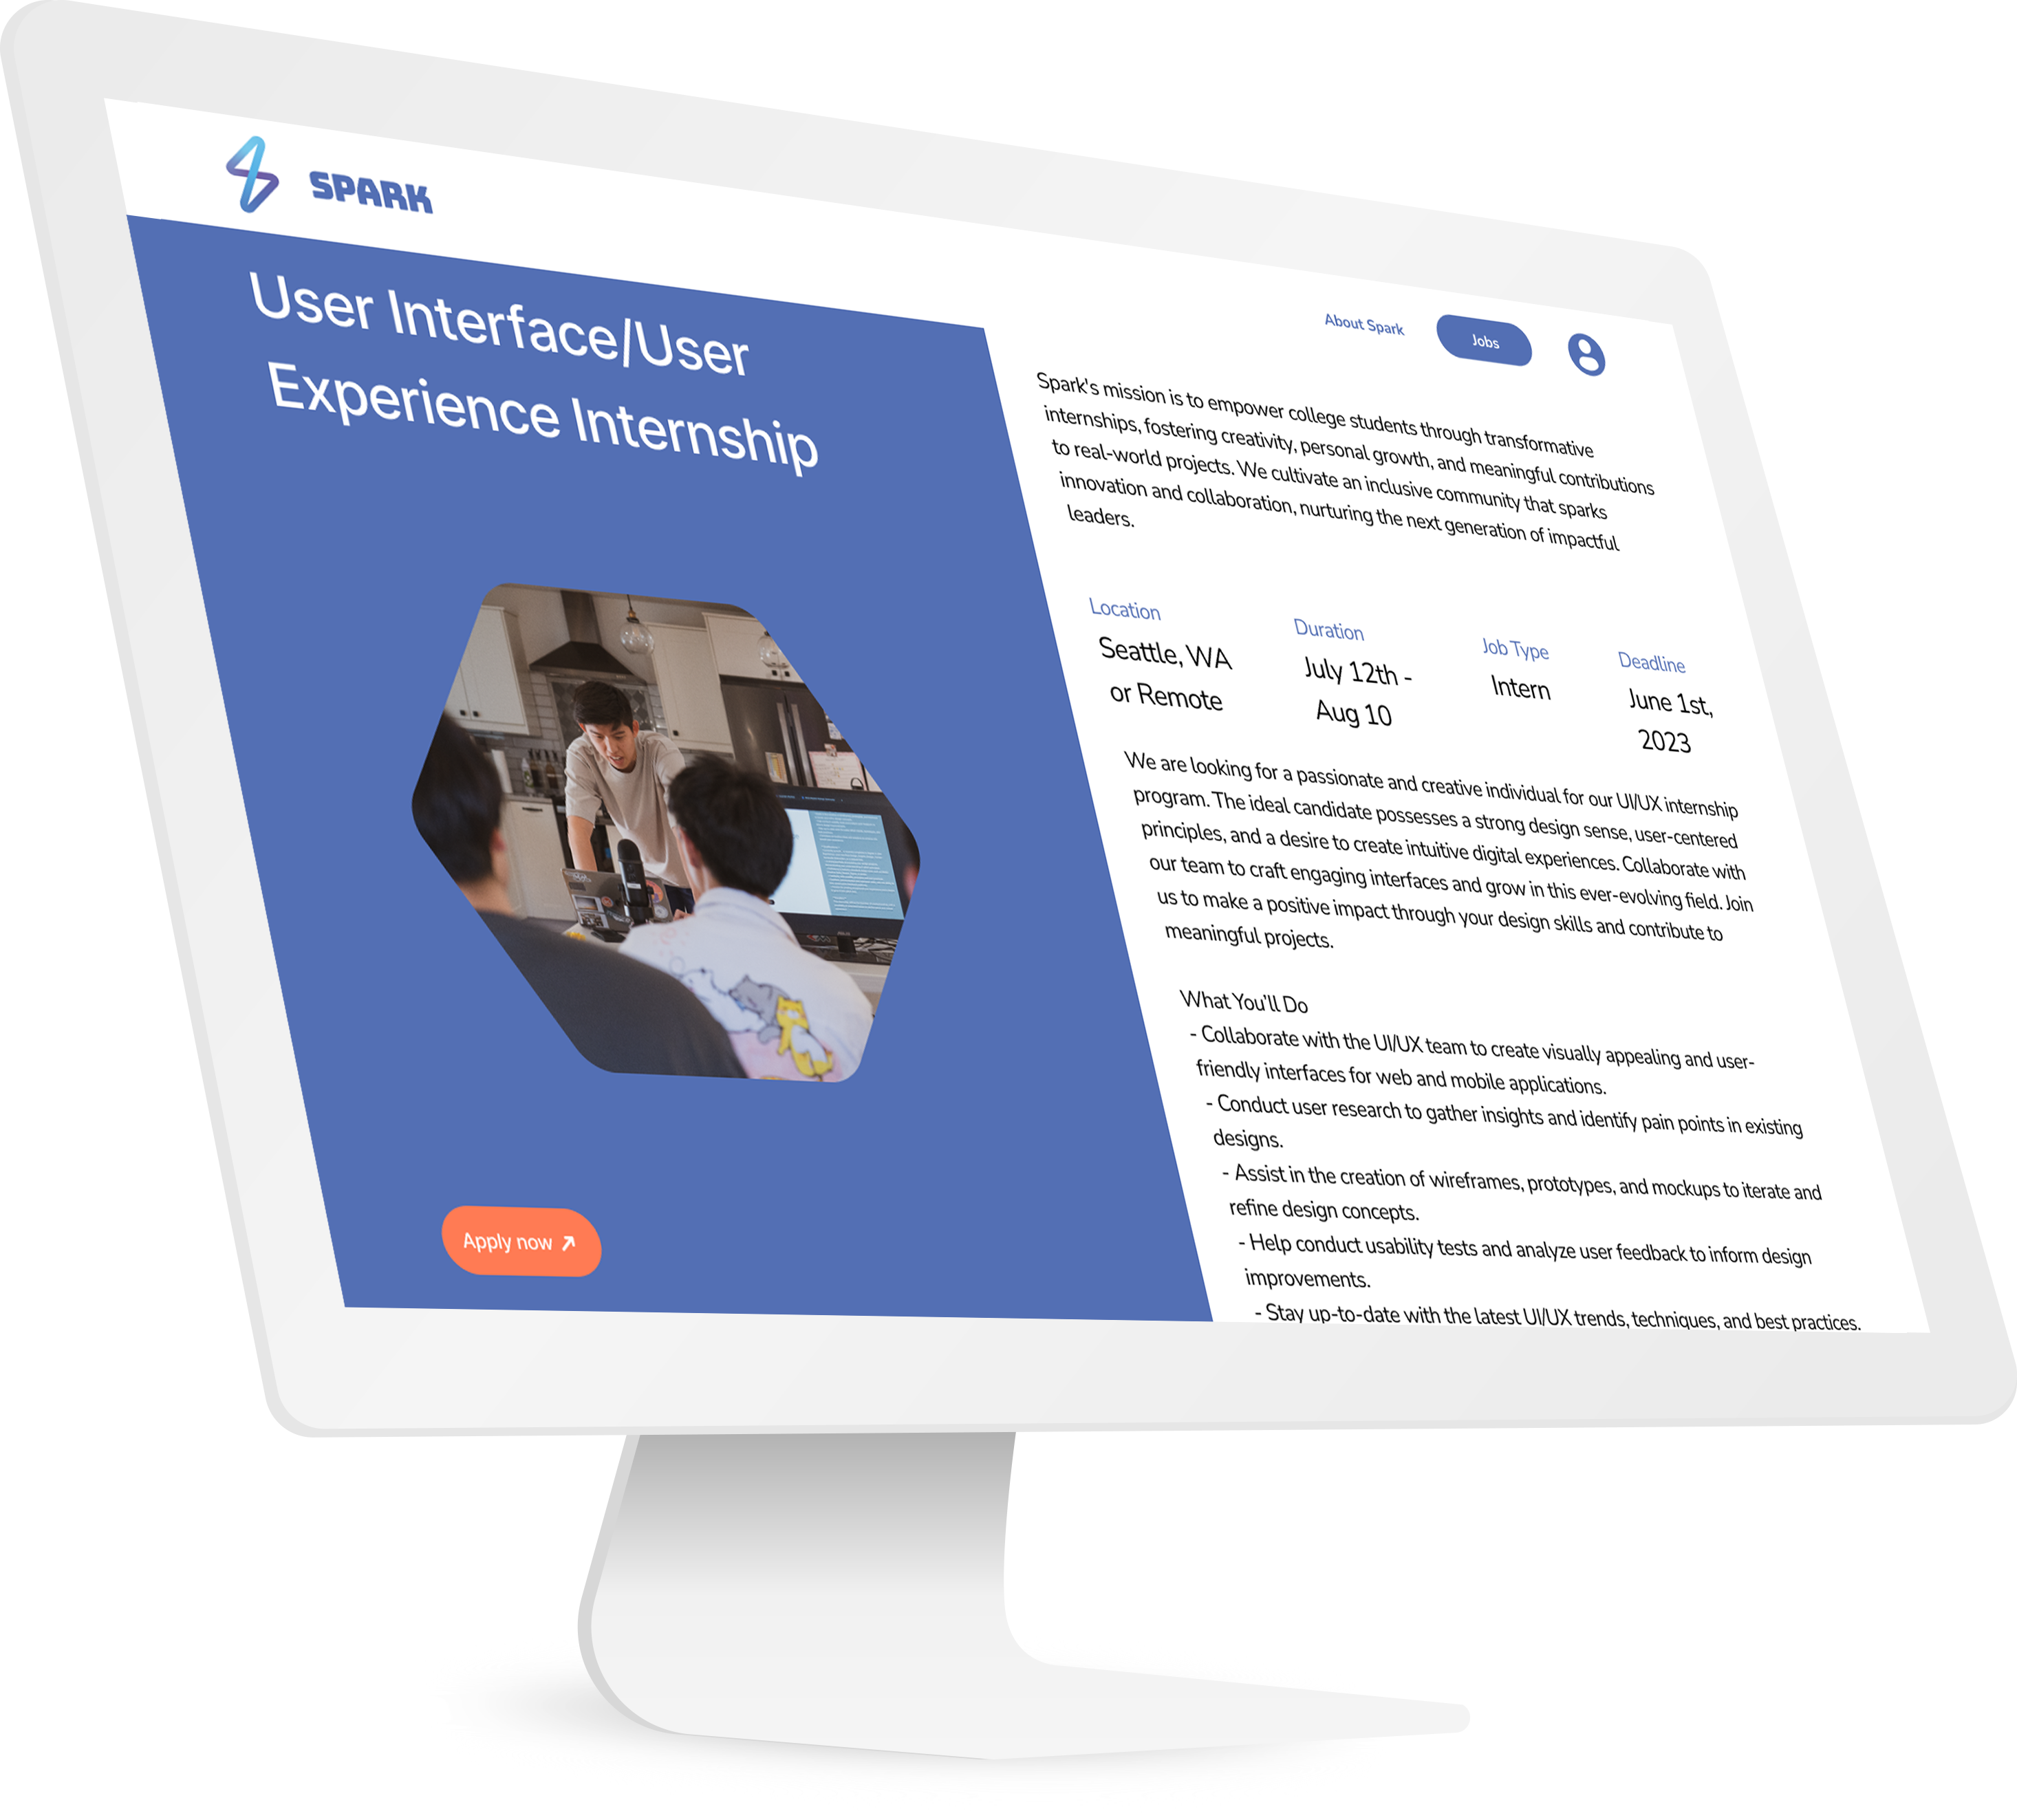 SPARK
User Interface/User
Experience Internship
Apply now
About Spark
Jobs
Spark's mission is to empower college students through transformative
internships, fostering creativity, personal growth, and meaningful contributions
to real-world projects. We cultivate an inclusive community that sparks
innovation and collaboration, nurturing the next generation of impactful
leaders.
Location
Seattle, WA
or Remote
Duration
July 12th -
Aug 10
Job Type
Intern
Deadline
June 1st,
2023
We are looking for a passionate and creative individual for our UI/UX internship
program. The ideal candidate possesses a strong design sense, user-centered
principles, and a desire to create intuitive digital experiences. Collaborate with
our team to craft engaging interfaces and grow in this ever-evolving field. Join
us to make a positive impact through your design skills and contribute to
meaningful projects.
What You'll Do
- Collaborate with the UI/UX team to create visually appealing and user-
friendly interfaces for web and mobile applications.
- Conduct user research to gather insights and identify pain points in existing
designs.
- Assist in the creation of wireframes, prototypes, and mockups to iterate and
refine design concepts.
- Help conduct usability tests and analyze user feedback to inform design
improvements.
- Stay up-to-date with the latest UI/UX trends, techniques, and best practices.